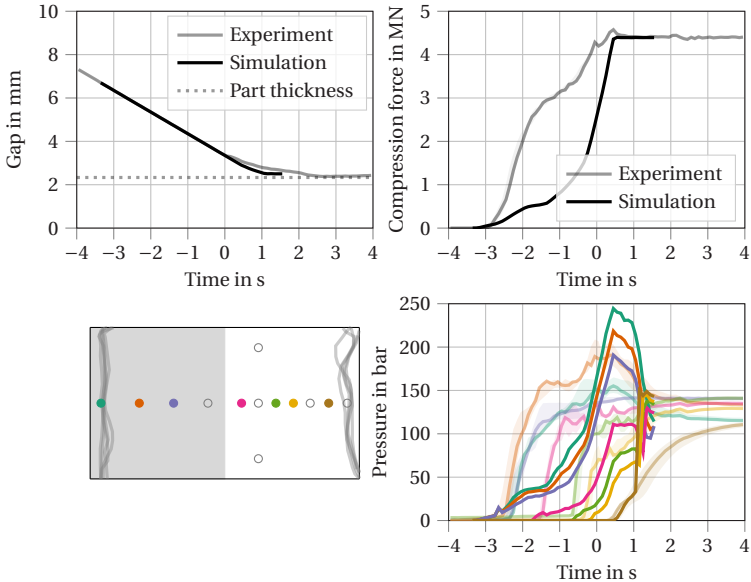 10
8
6
4
2
0
Gap in mm
−4 −3 −2 −1 0 1 2 3 4
Time in s
Experiment
Simulation
Part thickness
5
4
3
2
1
0
Compression force in MN
−4 −3 −2 −1 0 1 2 3 4
Time in s
Experiment
Simulation
250
200
150
100
50
0
Pressure in bar
−4 −3 −2 −1 0 1 2 3 4
Time in s